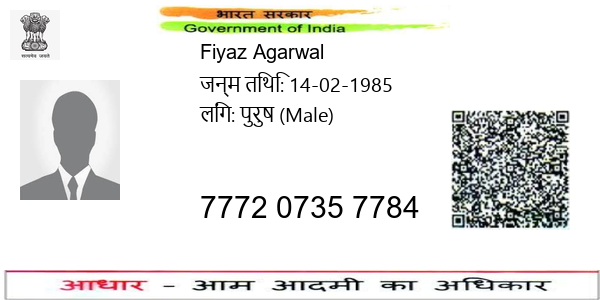 भारत सरकार
Government of India
सत्यमेव जयते
Fiyaz Agarwal
जन्म तिथि: 14-02-1985
लिंग: पुरुष (Male)
7772 0735 7784
आधार - आम आदमी का अधिकार